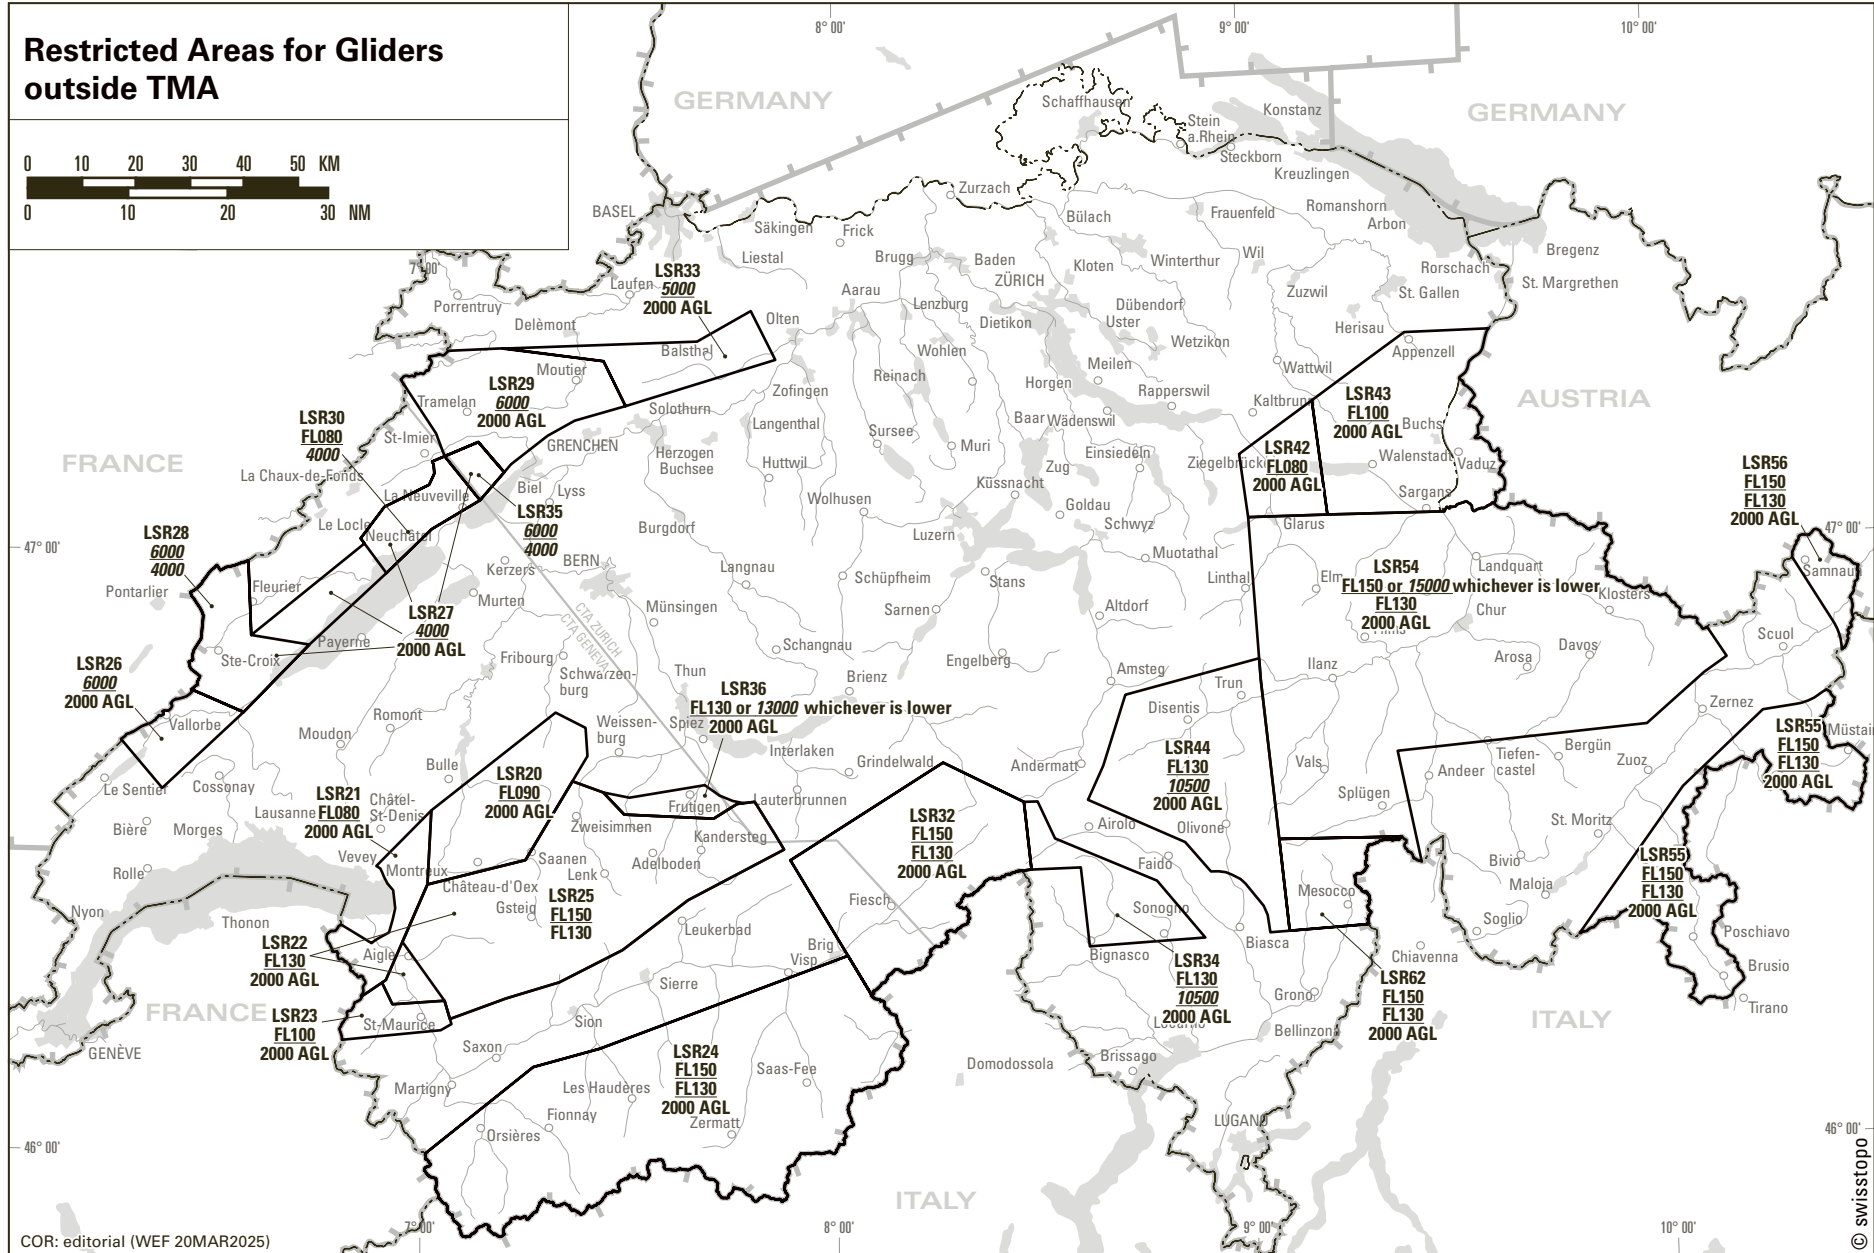 Restricted Areas for Gliders
outside TMA
0 10 20 30 40 50 KM
0 10 20 30 NM
8° 00'
9° 00'
10° 00'
7° 00'
GERMANY
GERMANY
Schaffhausen
Konstanz
Stein
a.Rhein
Steckborn
Kreuzlingen
Zurzach
BASEL
Säkingen
Frick
Bülach
Frauenfeld
Romanshorn
Arbon
Bregenz
Liestal
Brugg
Baden
Kloten
Winterthur
Wil
Rorschach
St. Margrethen
LSR33
5000
2000 AGL
Laufen
Porrentruy
Delèmont
Aarau
ZÜRICH
Lenzburg
Dietikon
Dübendorf
Uster
Zuzwil
St. Gallen
Herisau
Olten
Balsthal
Wohlen
Wetzikon
Appenzell
Moutier
Zofingen
Reinach
Horgen
Meilen
Rapperswil
Wattwil
AUSTRIA
LSR29
6000
2000 AGL
Tramelan
Solothurn
Langenthal
Baar
Wädenswil
Kaltbrunn
LSR43
FL100
2000 AGL
Buchs
LSR30
FL080
4000
St-Imier
GRENCHEN
Herzogen
Buchsee
Huttwil
Sursee
Muri
Zug
Einsiedeln
Ziegelbrücke
LSR42
FL080
2000 AGL
Walenstadt
Vaduz
FRANCE
La Chaux-de-Fonds
La Neuveville
Biel
Lyss
Wolhusen
Küssnacht
Goldau
Sargans
LSR56
FL150
FL130
2000 AGL
LSR35
6000
4000
Le Locle
Neuchâtel
Burgdorf
Luzern
Schwyz
Glarus
47° 00'
47° 00'
LSR28
6000
4000
Pontarlier
Fleurier
Kerzers
BERN
Langnau
Schüpfheim
Stans
Muotathal
Linthal
Elm
LSR54
FL150 or 15000 whichever is lower
FL130
2000 AGL
Landquart
Klosters
Samnaun
LSR27
4000
2000 AGL
Murten
Münsingen
Sarnen
Altdorf
Chur
Payerne
CTA ZURICH
CTA GENEVA
Schangnau
Scuol
LSR26
6000
2000 AGL
Ste-Croix
Fribourg
Schwarzen-
burg
Thun
Brienz
Engelberg
Amsteg
Trun
Ilanz
Arosa
Davos
Vallorbe
Romont
Moudon
Weissen-
burg
Spiez
LSR36
FL130 or 13000 whichever is lower
2000 AGL
Disentis
Zernez
Müstair
LSR55
FL150
FL130
2000 AGL
Interlaken
Grindelwald
Andermatt
LSR44
FL130
10500
2000 AGL
Vals
Andeer
Tiefen-
castel
Bergün
Zuoz
Le Sentier
Cossonay
Bulle
LSR20
FL090
2000 AGL
Frutigen
Lauterbrunnen
Splügen
LSR21
FL080
2000 AGL
Lausanne
Châtel-
St-Denis
Zweisimmen
Kandersteg
LSR32
FL150
FL130
2000 AGL
Airolo
Olivone
St. Moritz
Bière
Morges
Vevey
Saanen
Lenk
Adelboden
Faido
Bivio
Maloja
LSR55
FL150
FL130
2000 AGL
Rolle
Montreux
Château-d'Oex
Gsteig
LSR25
FL150
FL130
Fiesch
Sonogno
Mesocco
Soglio
Nyon
Thonon
Leukerbad
Brig
Visp
Bignasco
Biasca
Chiavenna
Poschiavo
LSR22
FL130
2000 AGL
Aigle
Sierre
LSR34
FL130
10500
2000 AGL
Grono
LSR62
FL150
FL130
2000 AGL
Brusio
Tirano
FRANCE
LSR23
FL100
2000 AGL
St-Maurice
Sion
Locarno
Bellinzona
ITALY
GENÈVE
Saxon
LSR24
FL150
FL130
2000 AGL
Saas-Fee
Domodossola
Brissago
Martigny
Les Haudères
Fionnay
Zermatt
Orsières
LUGANO
46° 00'
46° 00'
ITALY
7° 00'
8° 00'
9° 00'
10° 00'
COR: editorial (WEF 20MAR2025)
© swisstopo